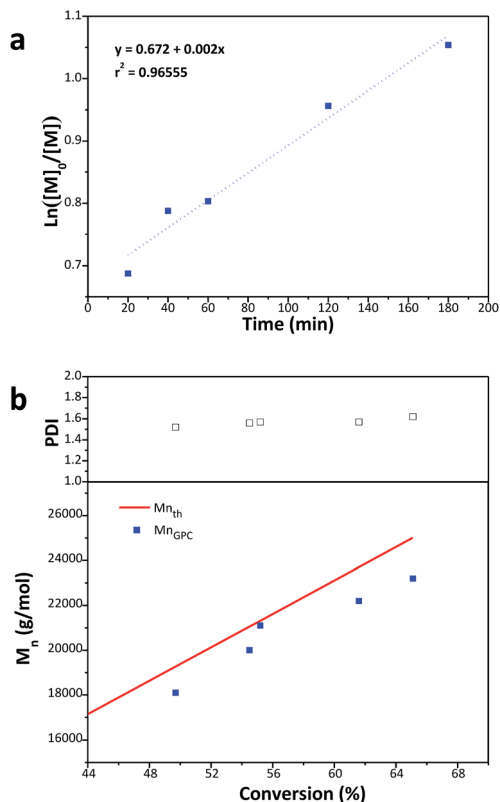 a
y = 0.672 + 0.002x
r² = 0.96555
1.1
1.0
0.9
0.8
0.7
Ln([M]₀/[M])
0 20 40 60 80 100 120 140 160 180 200
Time (min)
b
2.0
1.8
1.6
1.4
1.2
1.0
PDI
Mn_th
Mn_GPC
26000
24000
22000
20000
18000
16000
M_n (g/mol)
44 48 52 56 60 64 68
Conversion (%)